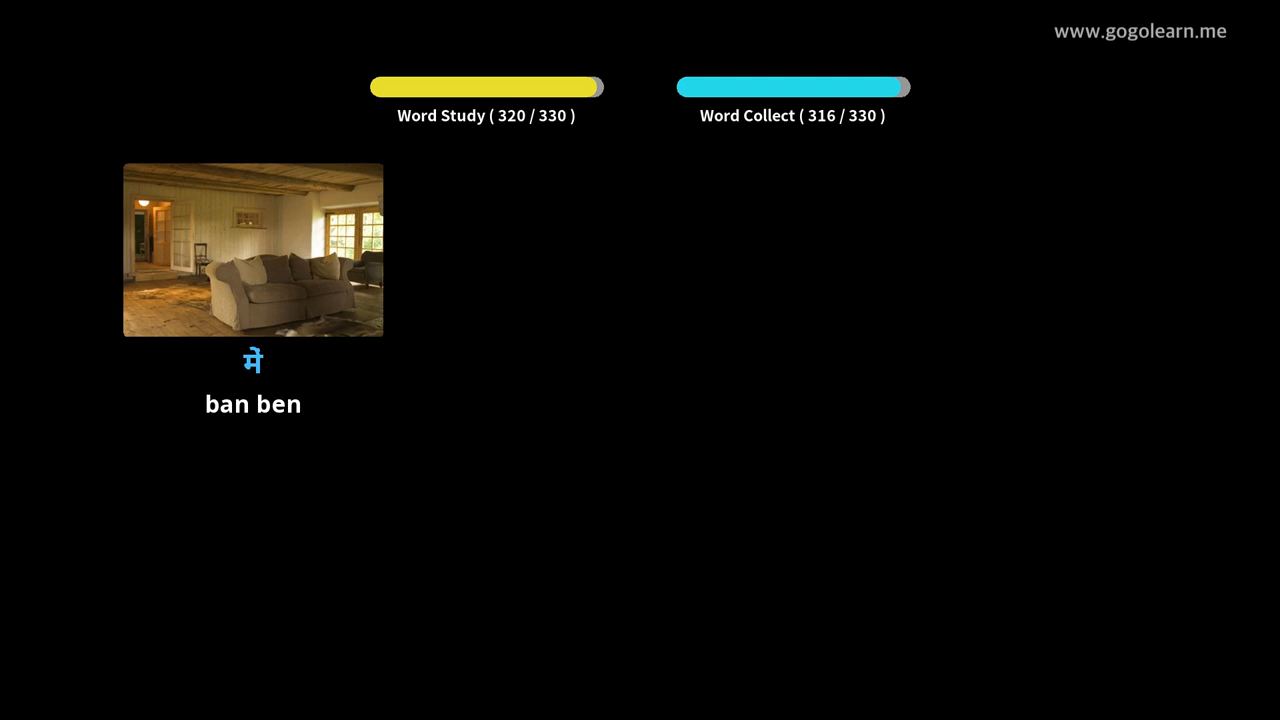 www.gogolearn.me
Word Study ( 320 / 330 )
Word Collect ( 316 / 330 )
मे
ban ben